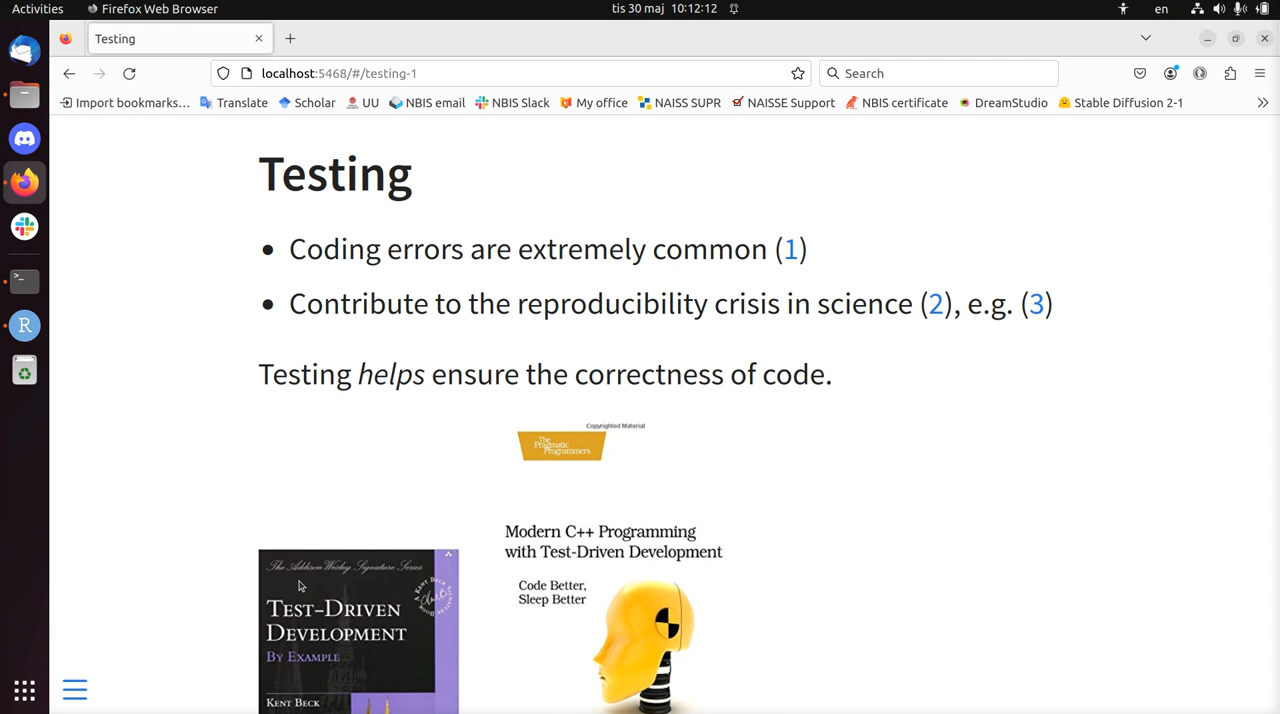 Activities
Firefox Web Browser
tis 30 maj 10:12:12
en
Testing
localhost:5468/#/testing-1
Search
Import bookmarks...
Translate
Scholar
UU
NBIS email
NBIS Slack
My office
NAISS SUPR
NAISSE Support
NBIS certificate
DreamStudio
Stable Diffusion 2-1
Testing
• Coding errors are extremely common (1)
• Contribute to the reproducibility crisis in science (2), e.g. (3)
Testing helps ensure the correctness of code.
Copyrighted Material
The Pragmatic Programmers
Modern C++ Programming
with Test-Driven Development
Code Better,
Sleep Better
The Addison Wesley Signature Series
TEST-DRIVEN
DEVELOPMENT
BY EXAMPLE
KENT BECK
R